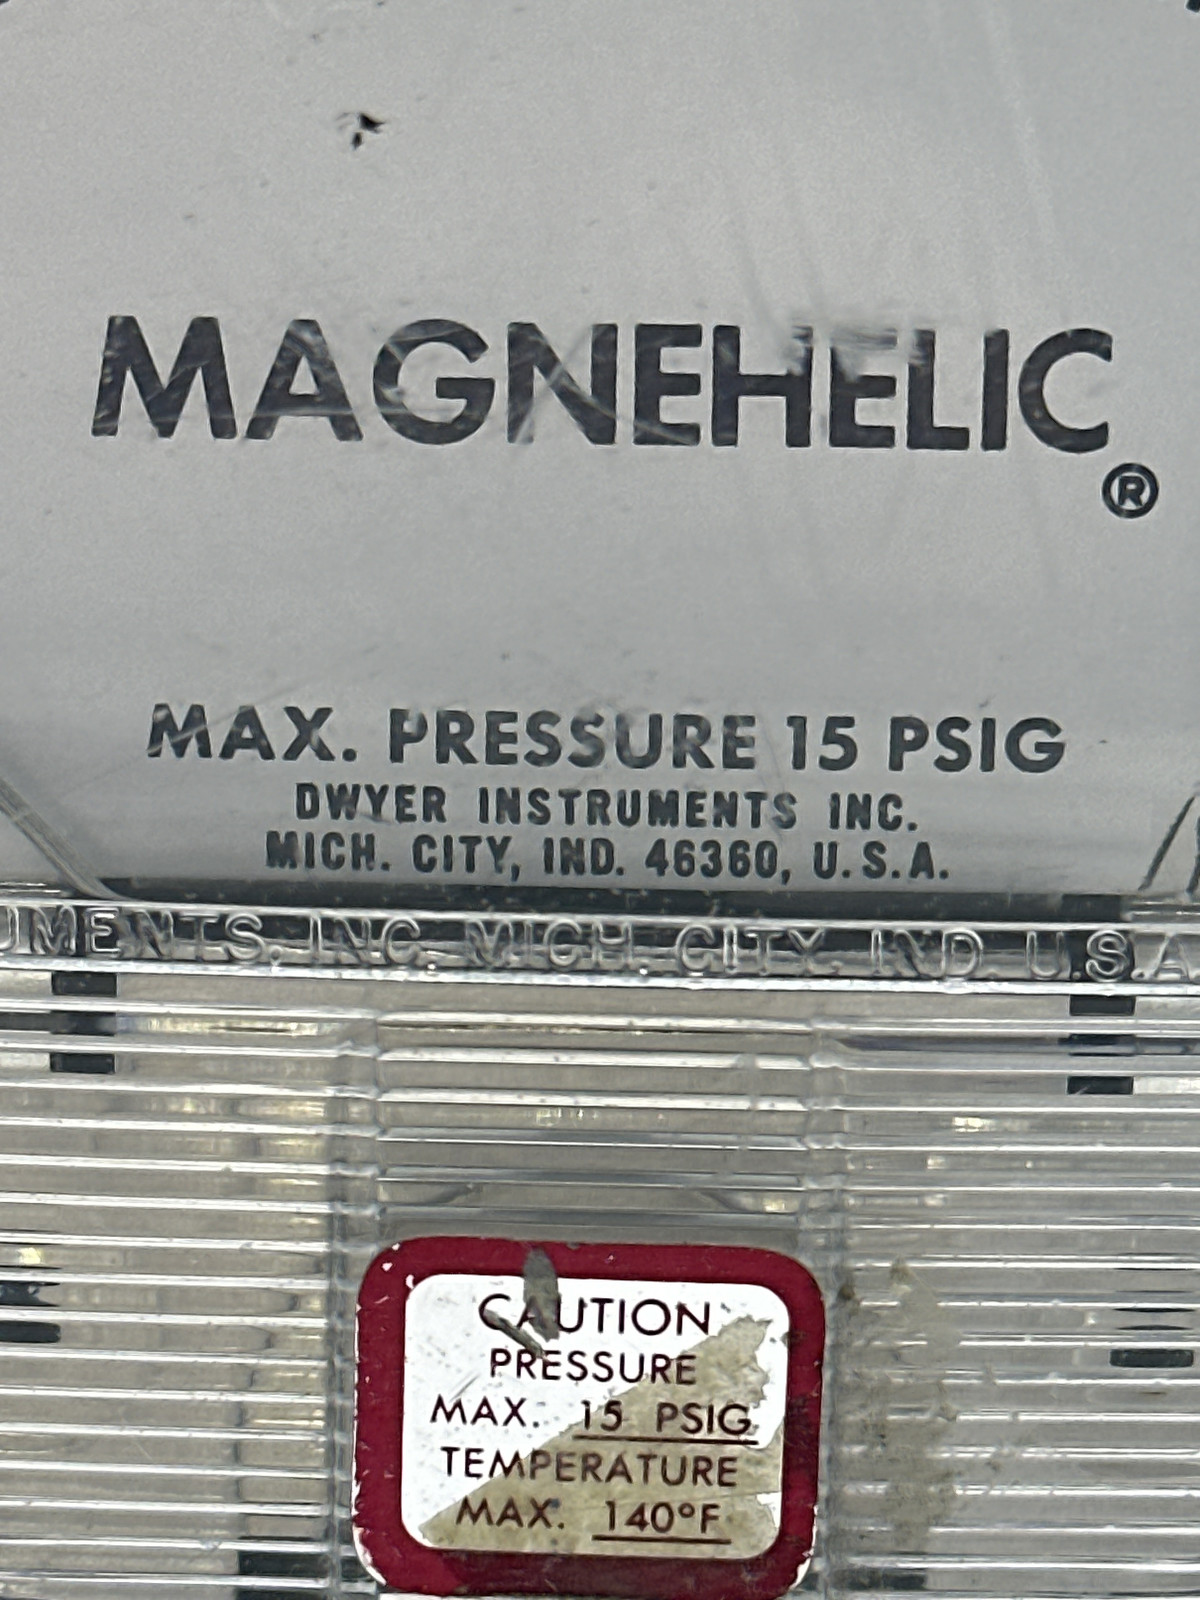 MAGNEHELIC®
MAX. PRESSURE 15 PSIG
DWYER INSTRUMENTS INC.
MICH. CITY, IND. 46360, U.S.A.
UMENTS, INC. MICH. CITY, IND. U.S.A
CAUTION
PRESSURE
MAX. 15 PSIG
TEMPERATURE
MAX. 140°F